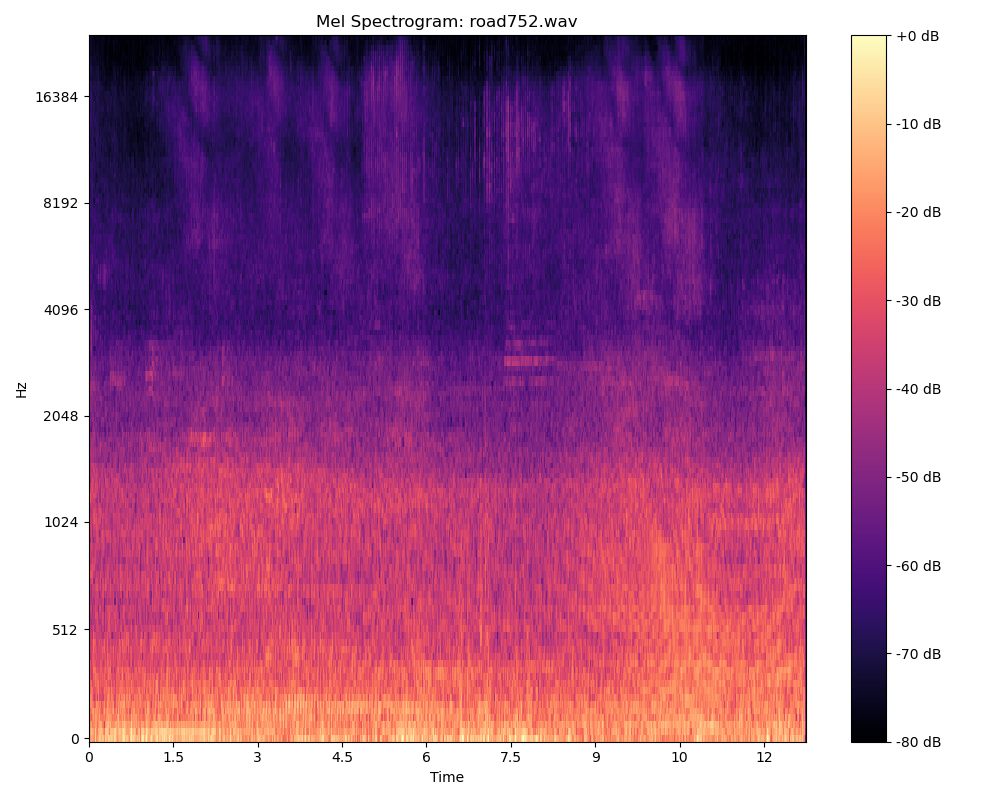 Mel Spectrogram: road752.wav
Hz
16384
8192
4096
2048
1024
512
0
0 1.5 3 4.5 6 7.5 9 10 12
Time
+0 dB
-10 dB
-20 dB
-30 dB
-40 dB
-50 dB
-60 dB
-70 dB
-80 dB